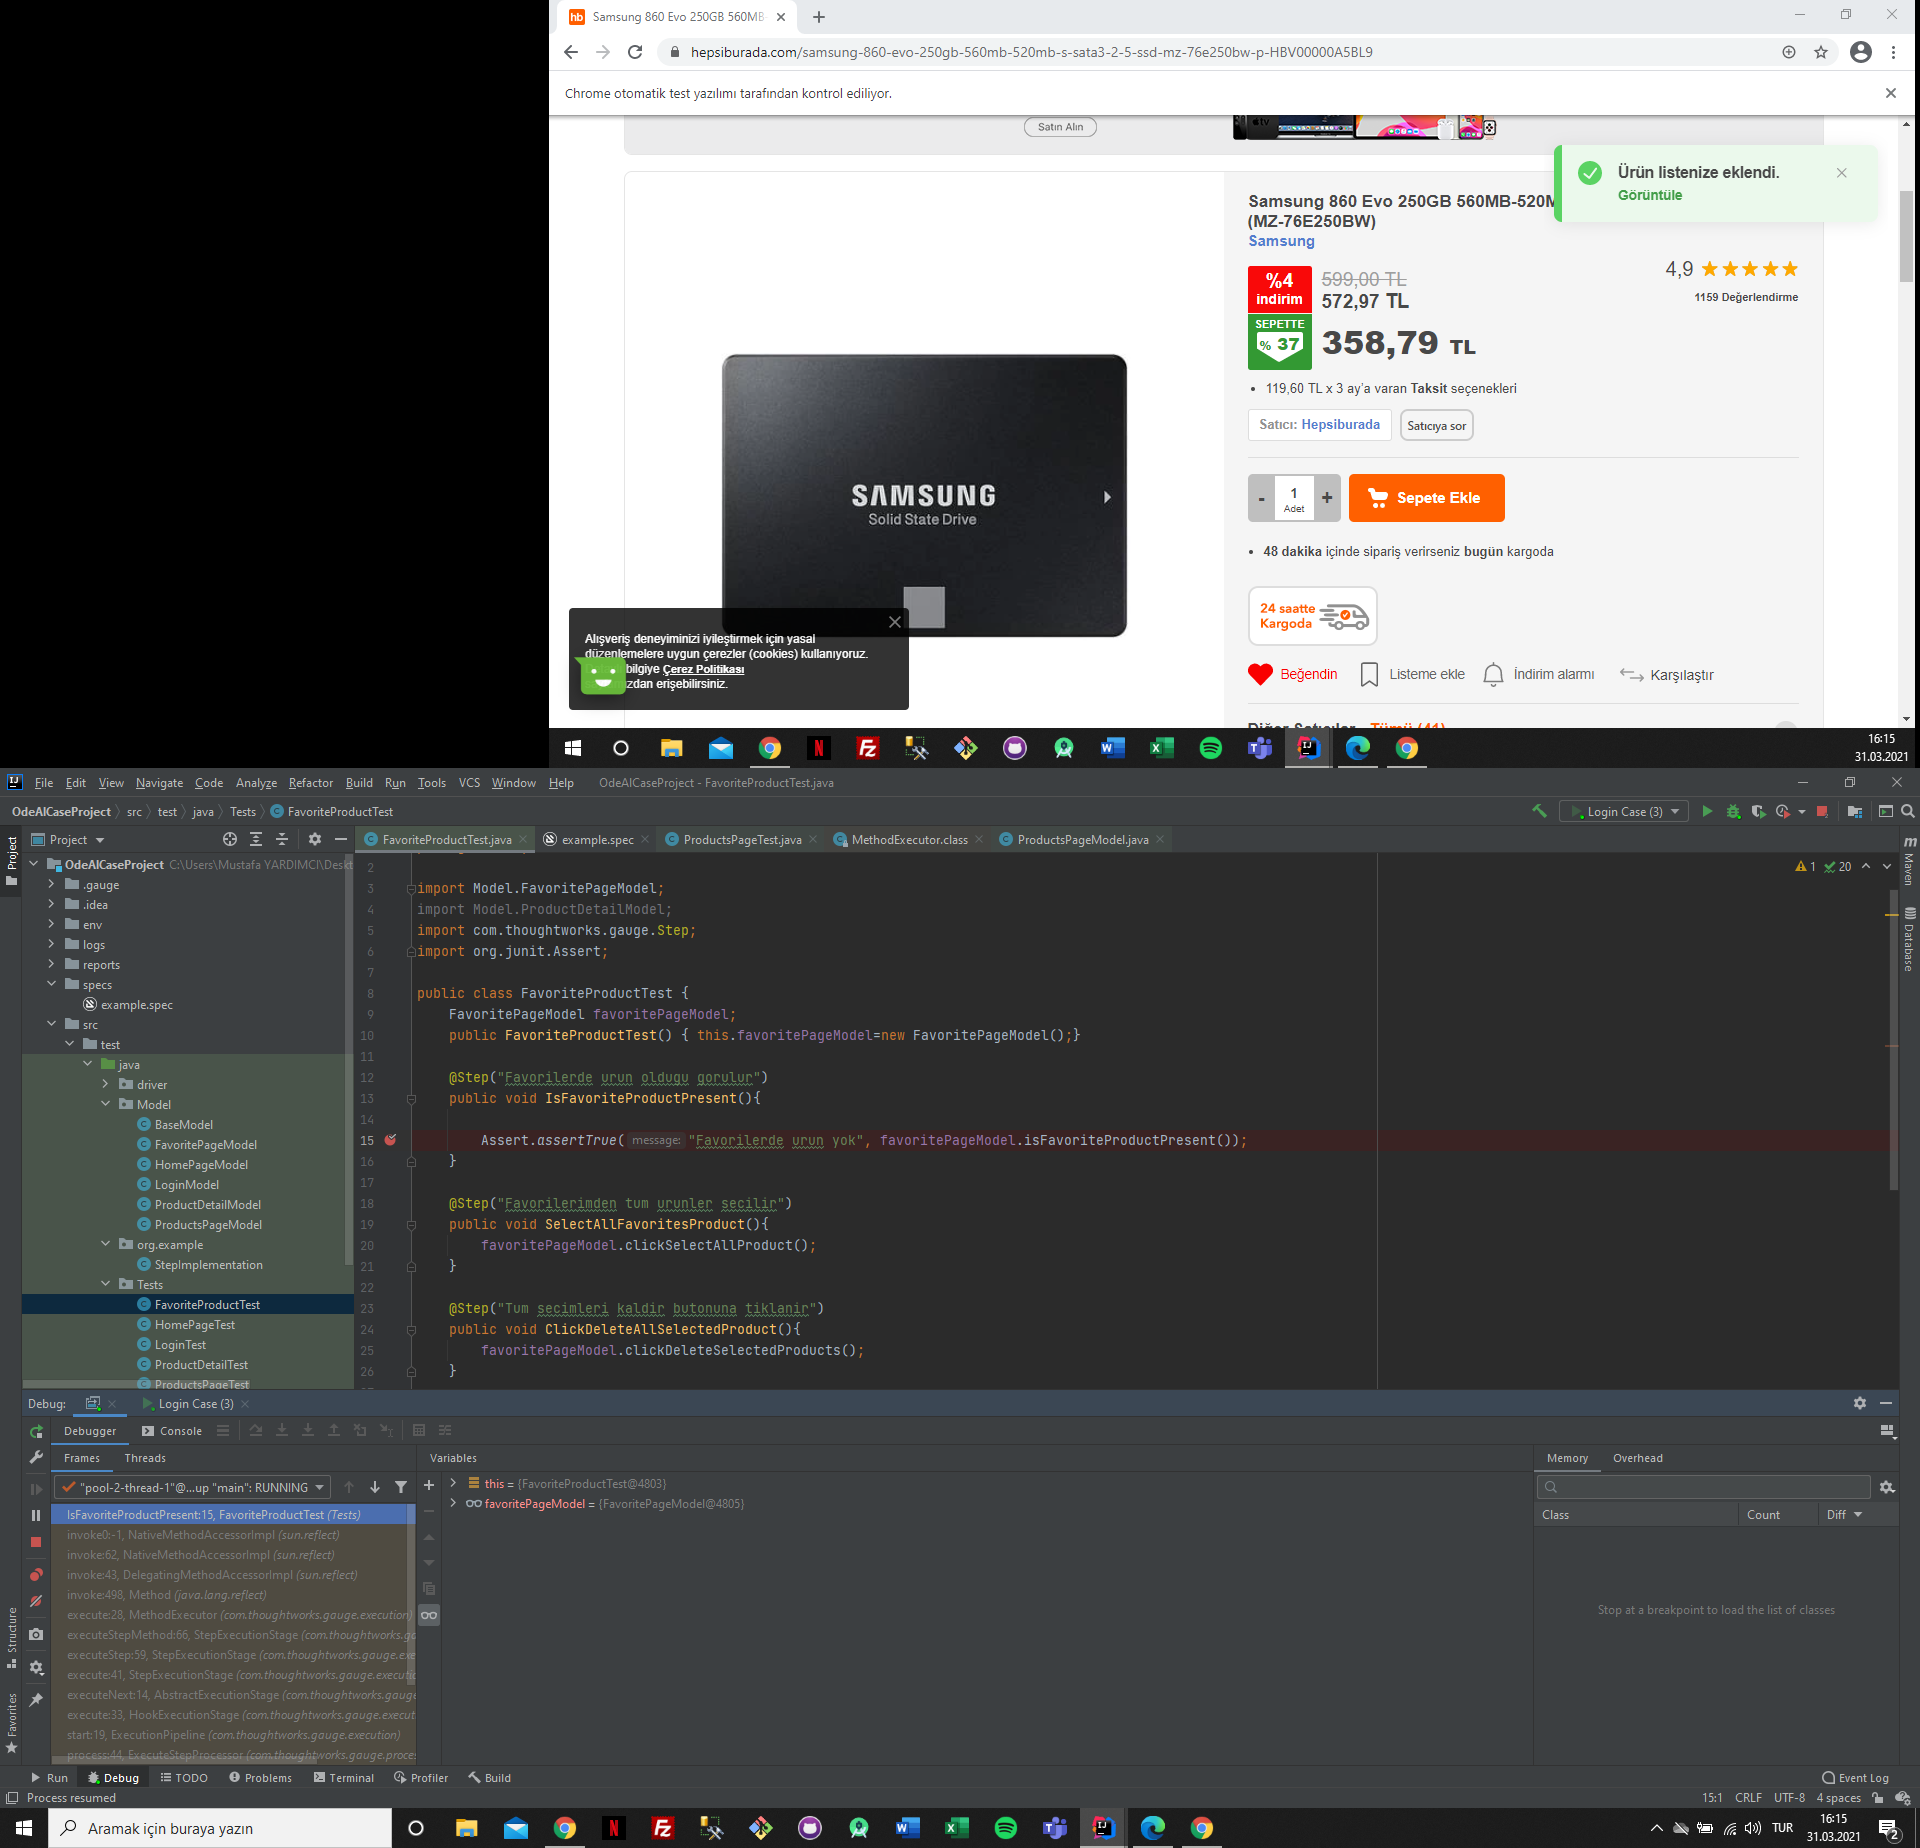 Samsung 860 Evo 250GB 560MB
hepsiburada.com/samsung-860-evo-250gb-560mb-520mb-s-sata3-2-5-ssd-mz-76e250bw-p-HBV00000A5BL9
Chrome otomatik test yazılımı tarafından kontrol ediliyor.
Satın Alın
Ürün listenize eklendi.
Görüntüle
Samsung 860 Evo 250GB 560MB-520M
(MZ-76E250BW)
Samsung
%4
indirim
599,00 TL
572,97 TL
4,9
1159 Değerlendirme
SEPETTE
% 37
358,79 TL
119,60 TL x 3 ay'a varan Taksit seçenekleri
Satıcı: Hepsiburada
Satıcıya sor
- 1 Adet +
Sepete Ekle
48 dakika içinde sipariş verirseniz bugün kargoda
24 saatte
Kargoda
Beğendin
Listeme ekle
İndirim alarmı
Karşılaştır
Diğer Satıcılar Tümü (41)
SAMSUNG
Solid State Drive
Alışveriş deneyiminizi iyileştirmek için yasal
düzenlemelere uygun çerezler (cookies) kullanıyoruz.
bilgiye Çerez Politikası
zdan erişebilirsiniz.
16:15
31.03.2021
File Edit View Navigate Code Analyze Refactor Build Run Tools VCS Window Help OdeAlCaseProject - FavoriteProductTest.java
OdeAlCaseProject src test java Tests FavoriteProductTest
Login Case (3)
Project
FavoriteProductTest.java
example.spec
ProductsPageTest.java
MethodExecutor.class
ProductsPageModel.java
Project
Maven
Database
OdeAlCaseProject C:\Users\Mustafa YARDIMCI\Deskt
.gauge
.idea
env
logs
reports
specs
example.spec
src
test
java
driver
Model
BaseModel
FavoritePageModel
HomePageModel
LoginModel
ProductDetailModel
ProductsPageModel
org.example
StepImplementation
Tests
FavoriteProductTest
HomePageTest
LoginTest
ProductDetailTest
ProductsPageTest
1 20
2
3 import Model.FavoritePageModel;
4 import Model.ProductDetailModel;
5 import com.thoughtworks.gauge.Step;
6 import org.junit.Assert;
7
8 public class FavoriteProductTest {
9 FavoritePageModel favoritePageModel;
10 public FavoriteProductTest() { this.favoritePageModel=new FavoritePageModel();}
11
12 @Step("Favorilerde urun oldugu gorulur")
13 public void IsFavoriteProductPresent(){
14
15 Assert.assertTrue( message: "Favorilerde urun yok", favoritePageModel.isFavoriteProductPresent());
16 }
17
18 @Step("Favorilerimden tum urunler secilir")
19 public void SelectAllFavoritesProduct(){
20 favoritePageModel.clickSelectAllProduct();
21 }
22
23 @Step("Tum secimleri kaldir butonuna tiklanir")
24 public void ClickDeleteAllSelectedProduct(){
25 favoritePageModel.clickDeleteSelectedProducts();
26 }
Debug: Login Case (3)
Debugger Console
Frames Threads
Variables
Memory Overhead
"pool-2-thread-1"@...up "main": RUNNING
this = {FavoriteProductTest@4803}
favoritePageModel = {FavoritePageModel@4805}
Class Count Diff
Stop at a breakpoint to load the list of classes
IsFavoriteProductPresent:15, FavoriteProductTest (Tests)
invoke0:-1, NativeMethodAccessorImpl (sun.reflect)
invoke:62, NativeMethodAccessorImpl (sun.reflect)
invoke:43, DelegatingMethodAccessorImpl (sun.reflect)
invoke:498, Method (java.lang.reflect)
execute:28, MethodExecutor (com.thoughtworks.gauge.execution)
executeStepMethod:66, StepExecutionStage (com.thoughtworks.ga
executeStep:59, StepExecutionStage (com.thoughtworks.gauge.exe
execute:41, StepExecutionStage (com.thoughtworks.gauge.executic
executeNext:14, AbstractExecutionStage (com.thoughtworks.gauge
execute:33, HookExecutionStage (com.thoughtworks.gauge.execut
start:19, ExecutionPipeline (com.thoughtworks.gauge.execution)
process:44, ExecuteStepProcessor (com.thoughtworks.gauge.proce
Structure
Favorites
Run Debug TODO Problems Terminal Profiler Build
Event Log
Process resumed
15:1 CRLF UTF-8 4 spaces
Aramak için buraya yazın
TUR
16:15
31.03.2021
2